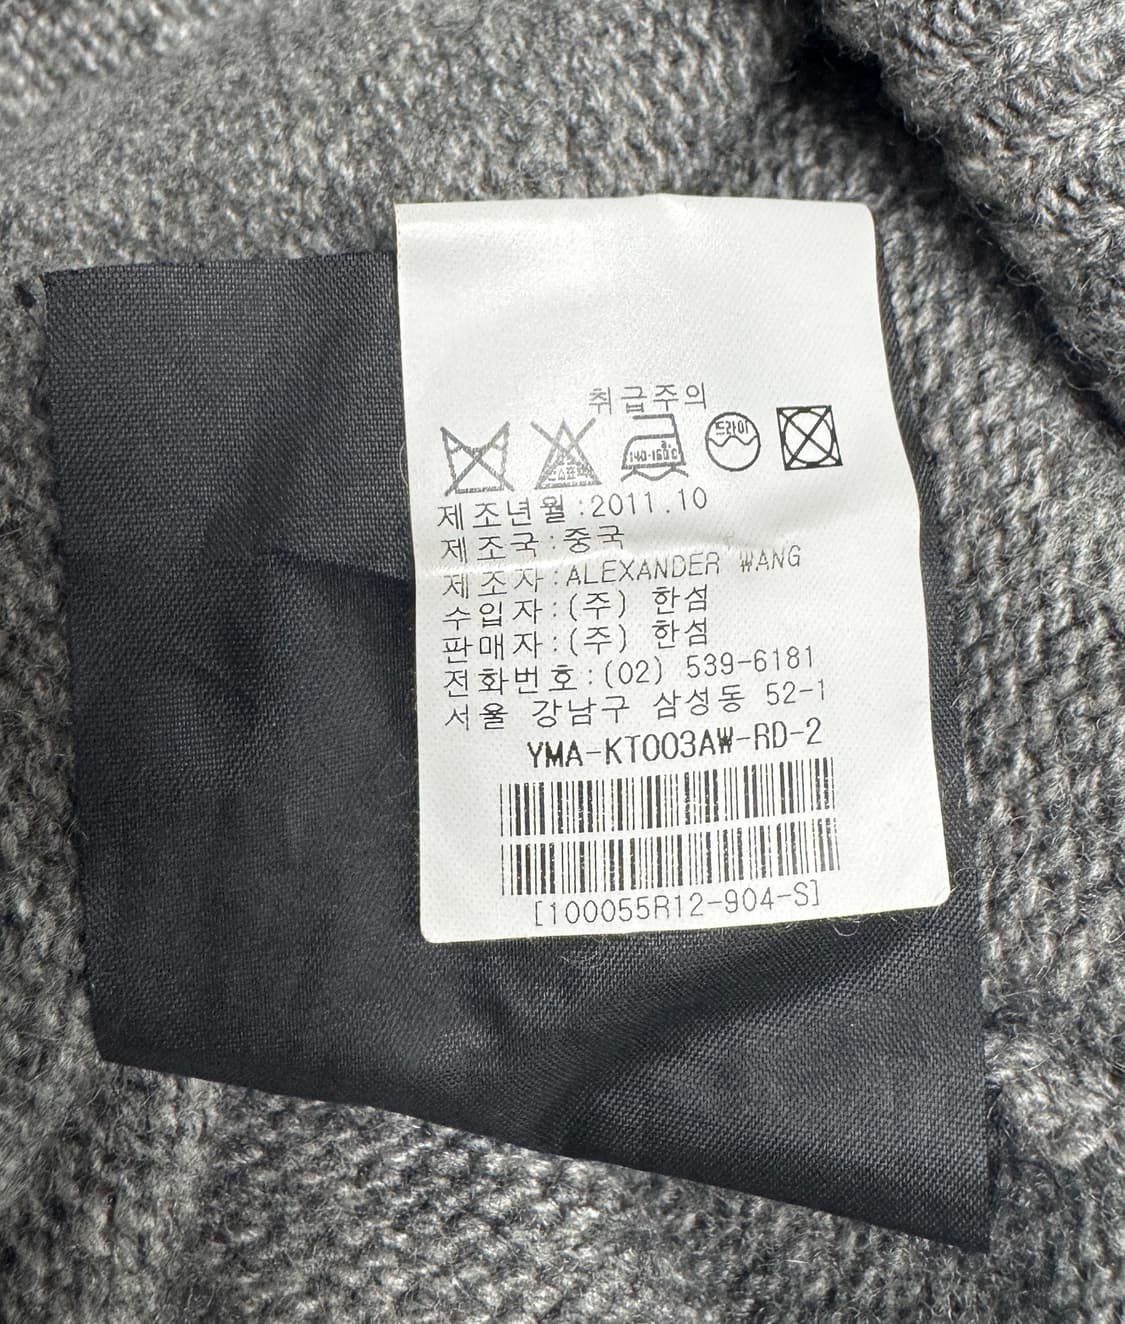 취급주의
140-160℃
드라이
제조년월:2011.10
제조국:중국
제조자:ALEXANDER WANG
수입자:(주) 한섬
판매자:(주) 한섬
전화번호:(02) 539-6181
서울 강남구 삼성동 52-1
YMA-KT003AW-RD-2
[100055R12-904-S]